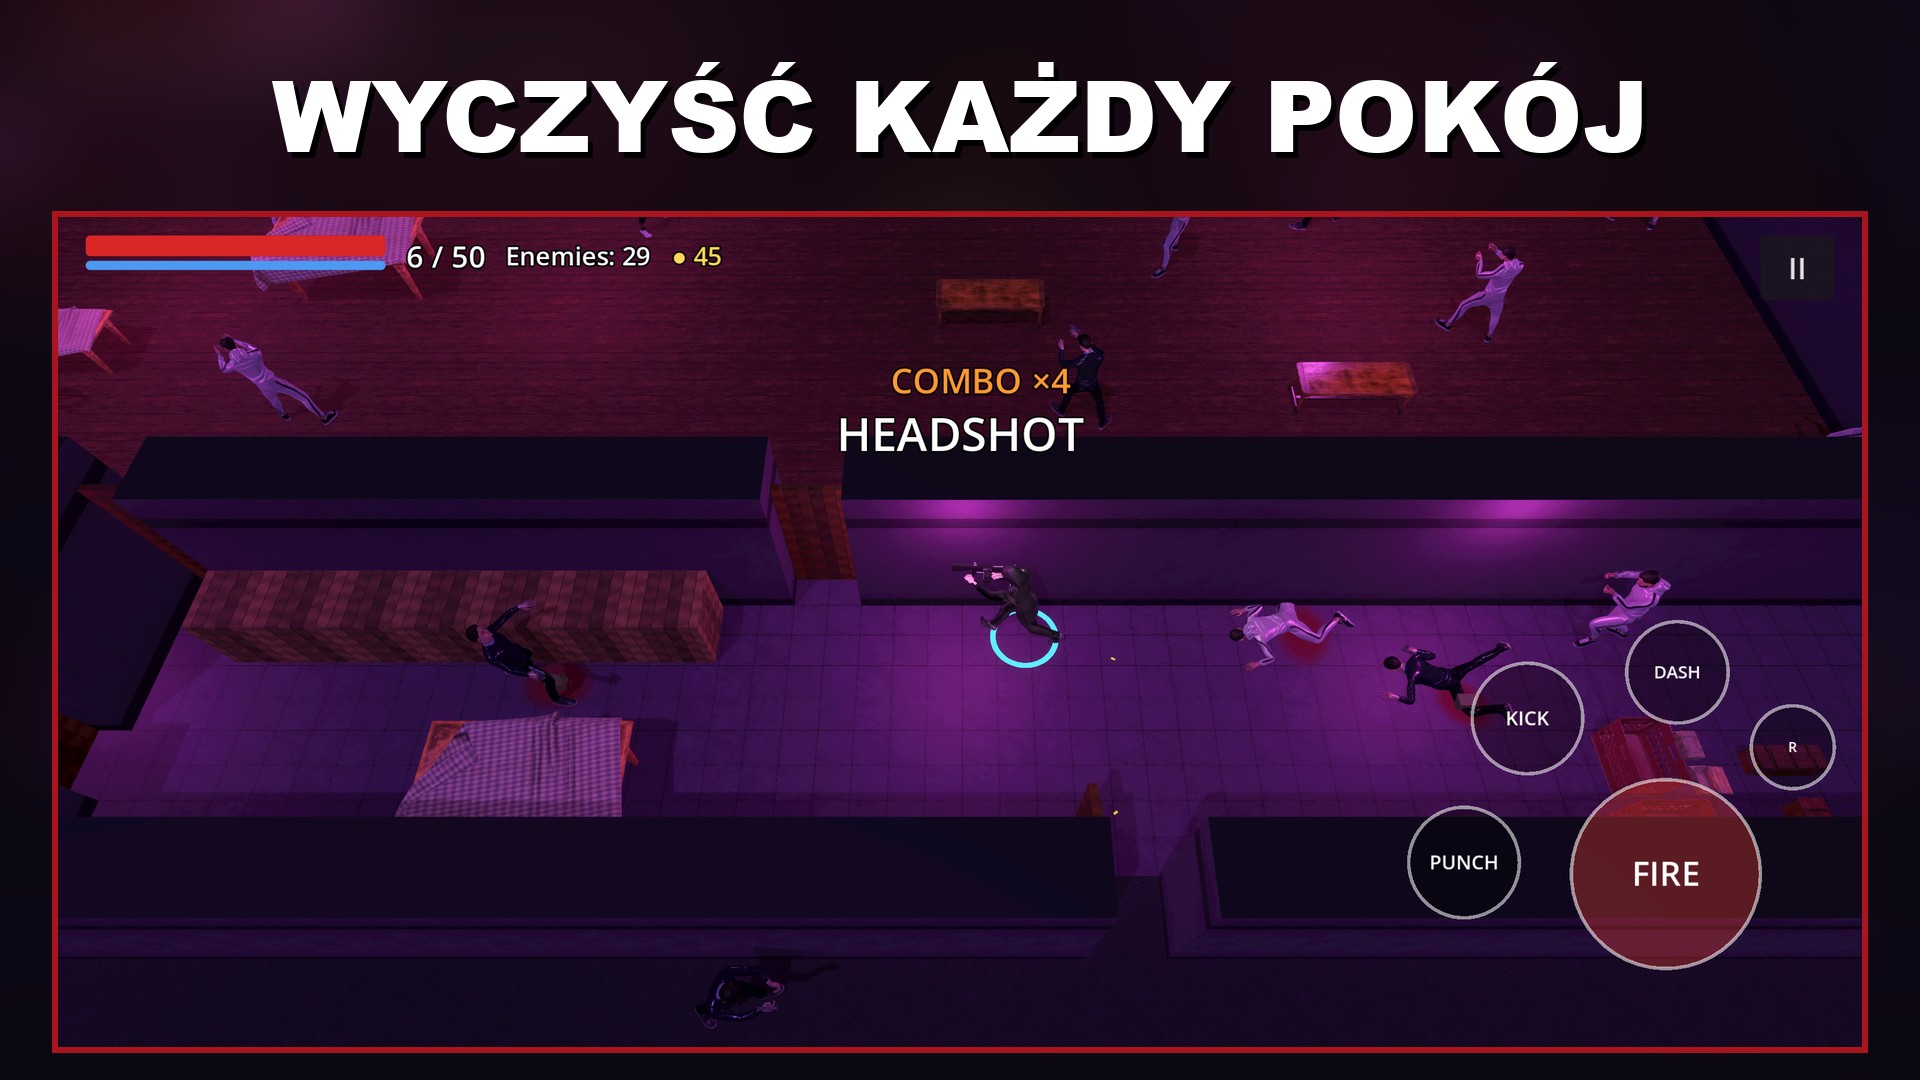 WYCZYŚĆ KAŻDY POKÓJ
6 / 50 Enemies: 29 45
COMBO ×4
HEADSHOT
DASH
KICK
R
PUNCH
FIRE